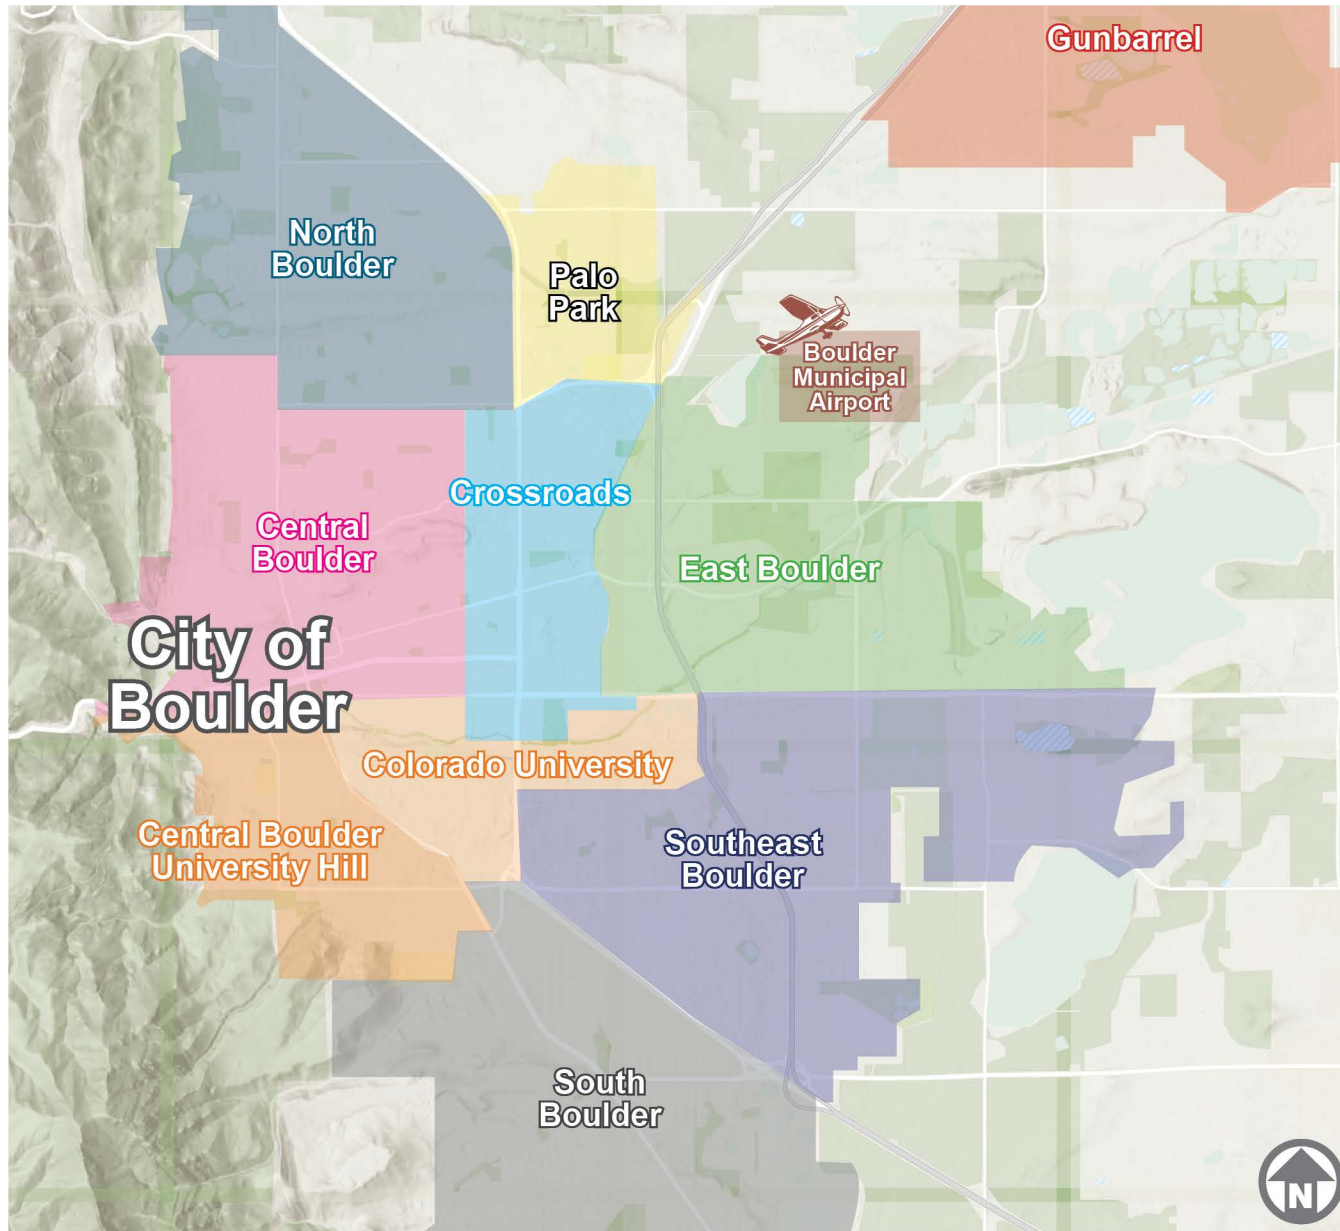 Gunbarrel
North
Boulder
Palo
Park
Boulder
Municipal
Airport
Crossroads
Central
Boulder
East Boulder
City of
Boulder
Colorado University
Central Boulder
University Hill
Southeast
Boulder
South
Boulder
N